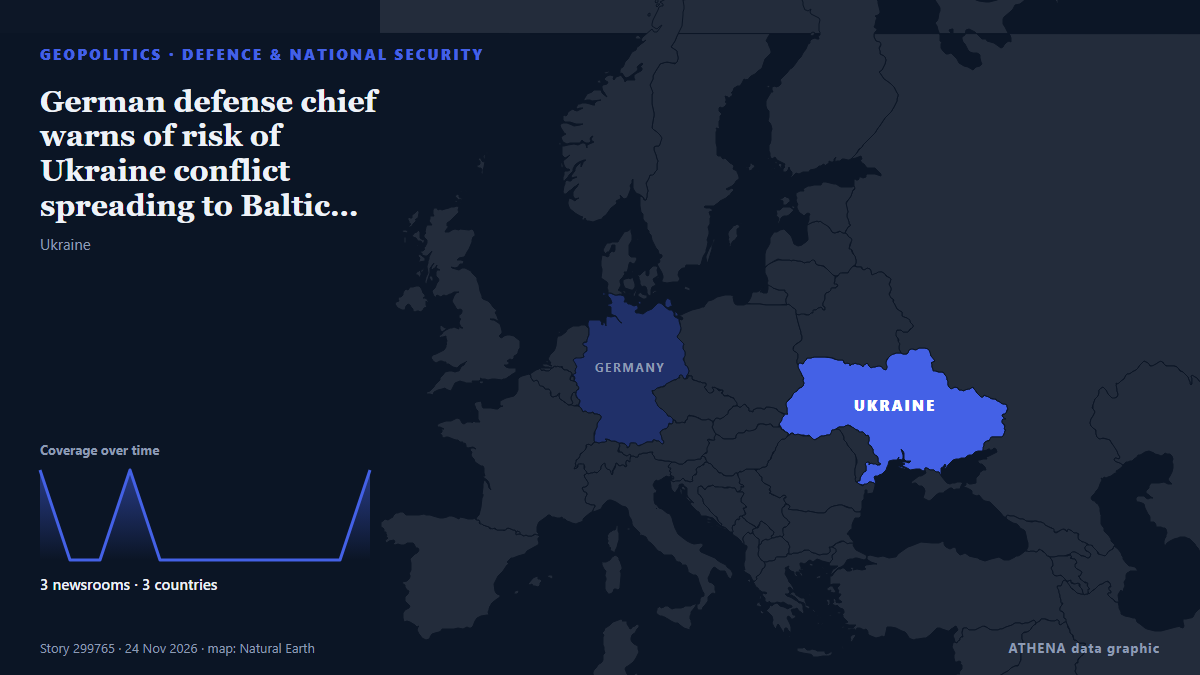 GEOPOLITICS · DEFENCE & NATIONAL SECURITY
German defense chief
warns of risk of
Ukraine conflict
spreading to Baltic...
Ukraine
GERMANY
UKRAINE
Coverage over time
3 newsrooms · 3 countries
Story 299765 · 24 Nov 2026 · map: Natural Earth
ATHENA data graphic